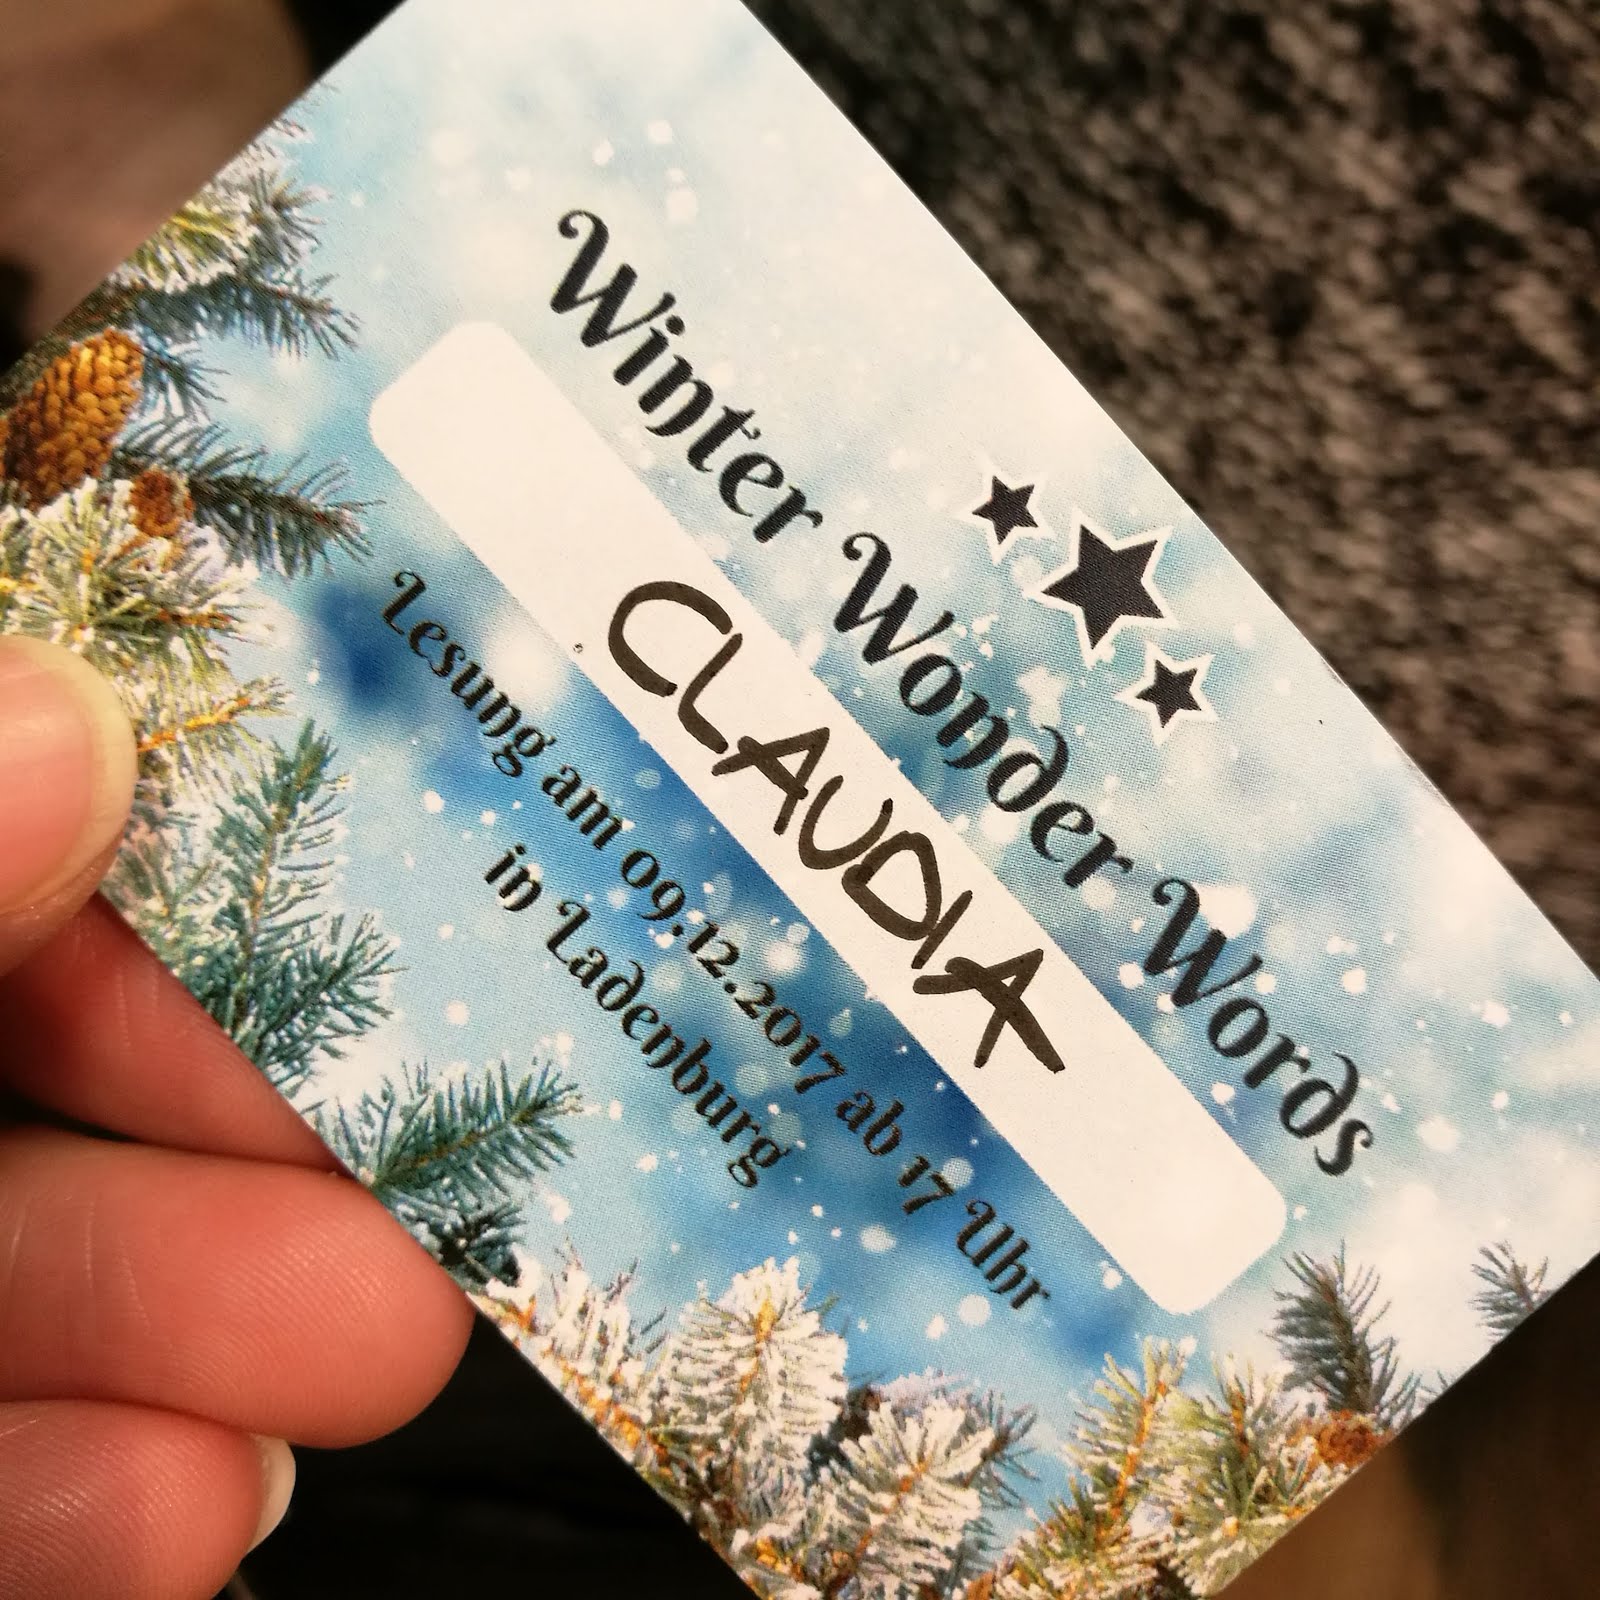 Winter Wonder Words
CLAUDIA
Lesung am 09.12.2017 ab 17 Uhr
in Ladenburg